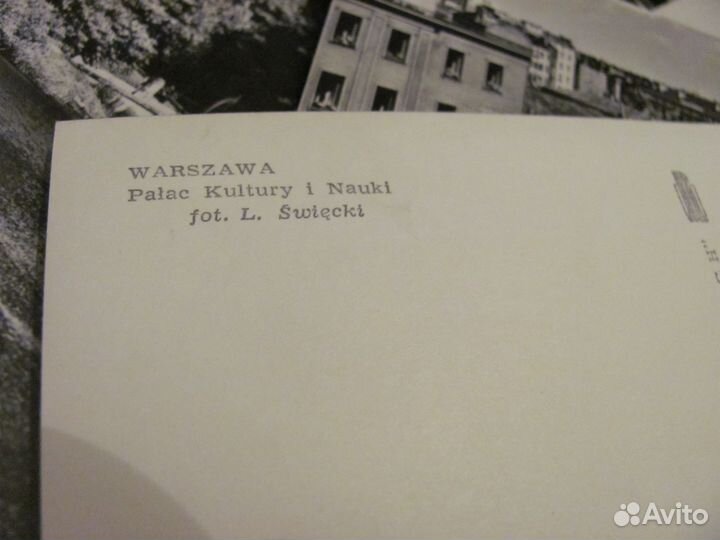 WARSZAWA
Pałac Kultury i Nauki
fot. L. Święcki
Avito